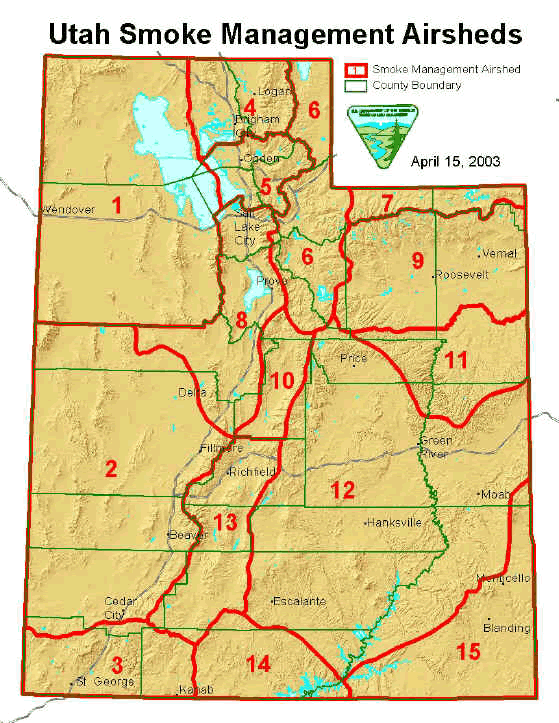 Utah Smoke Management Airsheds
1 Smoke Management Airshed
County Boundary
April 15, 2003
Logan
4
6
Brigham
City
Ogden
5
7
1
Wendover
Salt
Lake
City
6
9
Vernal
Roosevelt
Provo
8
11
Price
10
Delta
Green
River
Fillmore
2
Richfield
12
Moab
13
Hanksville
Beaver
Monticello
Cedar
City
Escalante
Blanding
3
14
15
St. George
Kanab